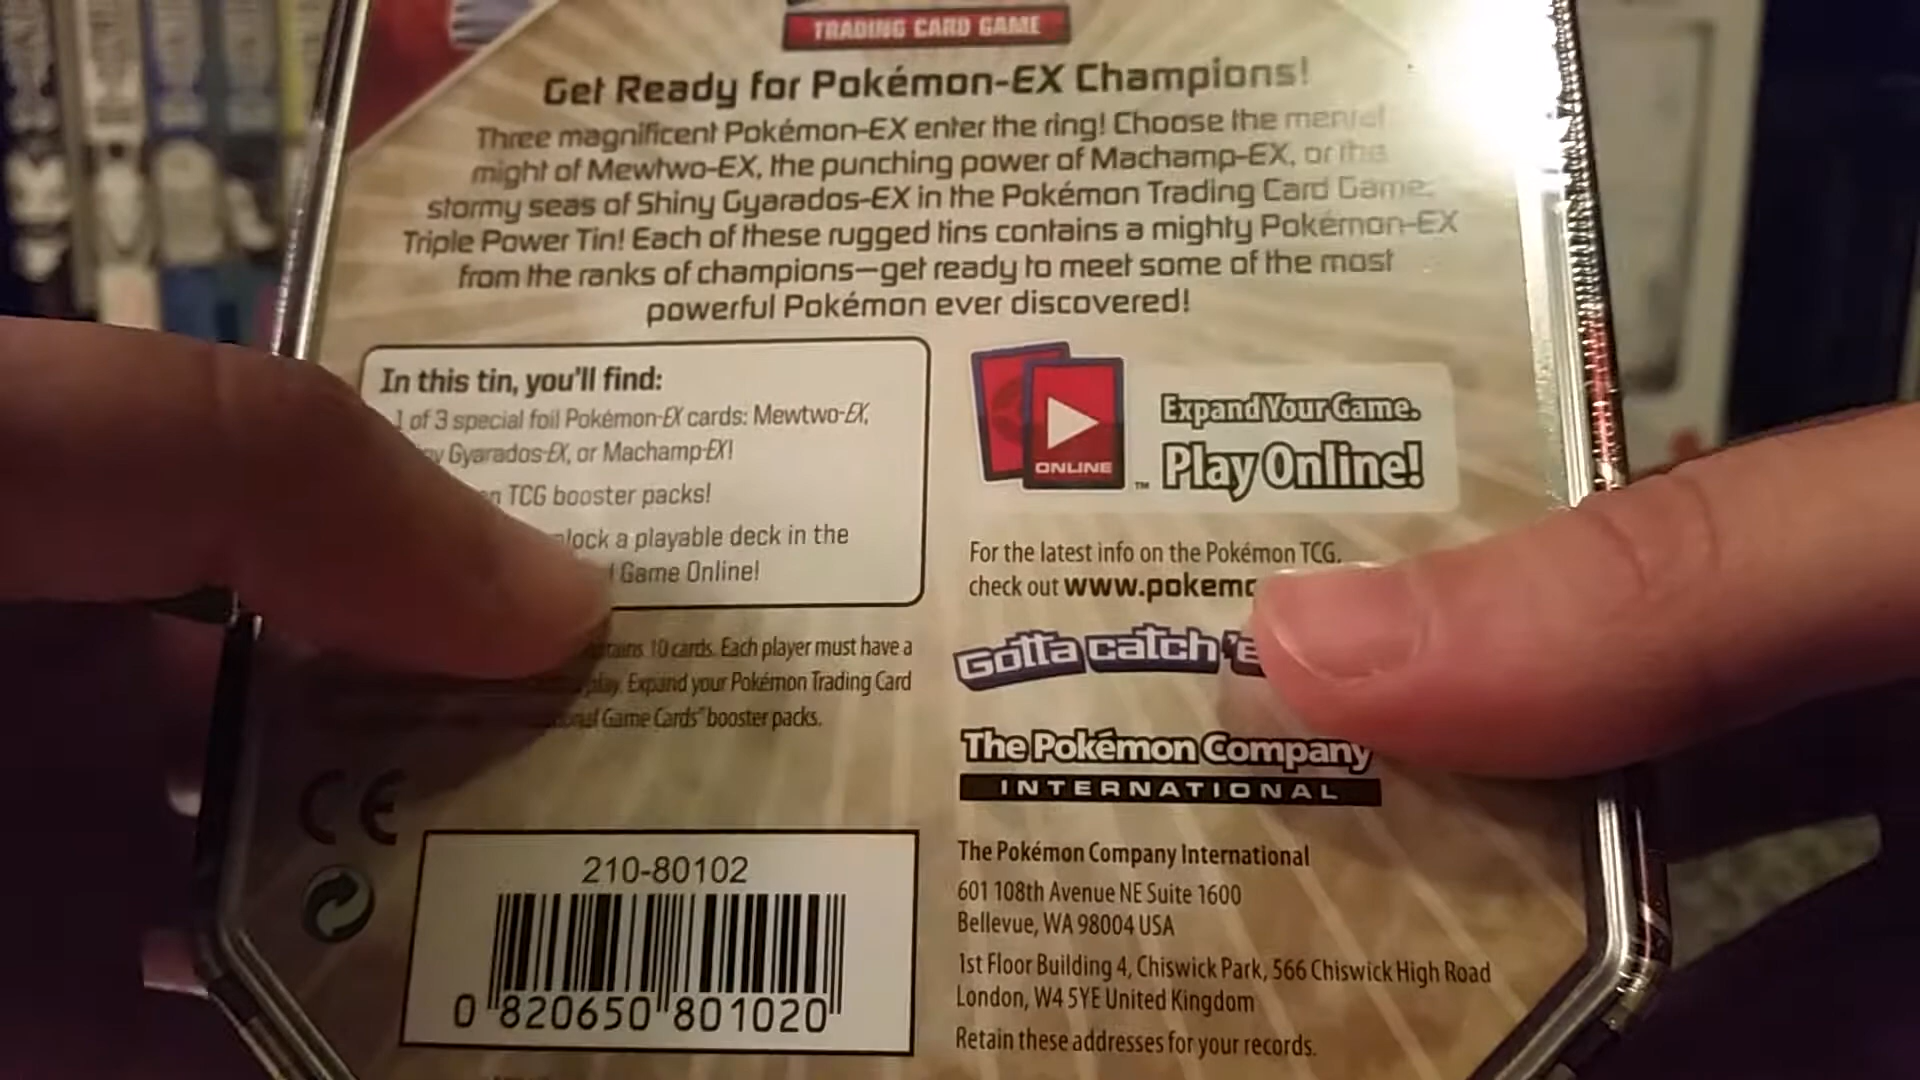 TRADING CARD GAME
Get Ready for Pokémon-EX Champions!
Three magnificent Pokémon-EX enter the ring! Choose the mental
might of Mewtwo-EX, the punching power of Machamp-EX, or the
stormy seas of Shiny Gyarados-EX in the Pokémon Trading Card Game:
Triple Power Tin! Each of these rugged tins contains a mighty Pokémon-EX
from the ranks of champions—get ready to meet some of the most
powerful Pokémon ever discovered!
In this tin, you'll find:
1 of 3 special foil Pokémon-EX cards: Mewtwo-EX,
Gyarados-EX, or Machamp-EX!
TCG booster packs!
a playable deck in the
Game Online!
10 cards. Each player must have a
play. Expand your Pokémon Trading Card
Game Cards" booster packs.
CE
210-80102
0 820650 801020
ONLINE
™
Expand Your Game.
Play Online!
For the latest info on the Pokémon TCG,
check out www.pokemo
Gotta catch 'e
The Pokémon Company
INTERNATIONAL
The Pokémon Company International
601 108th Avenue NE Suite 1600
Bellevue, WA 98004 USA
1st Floor Building 4, Chiswick Park, 566 Chiswick High Road
London, W4 5YE United Kingdom
Retain these addresses for your records.